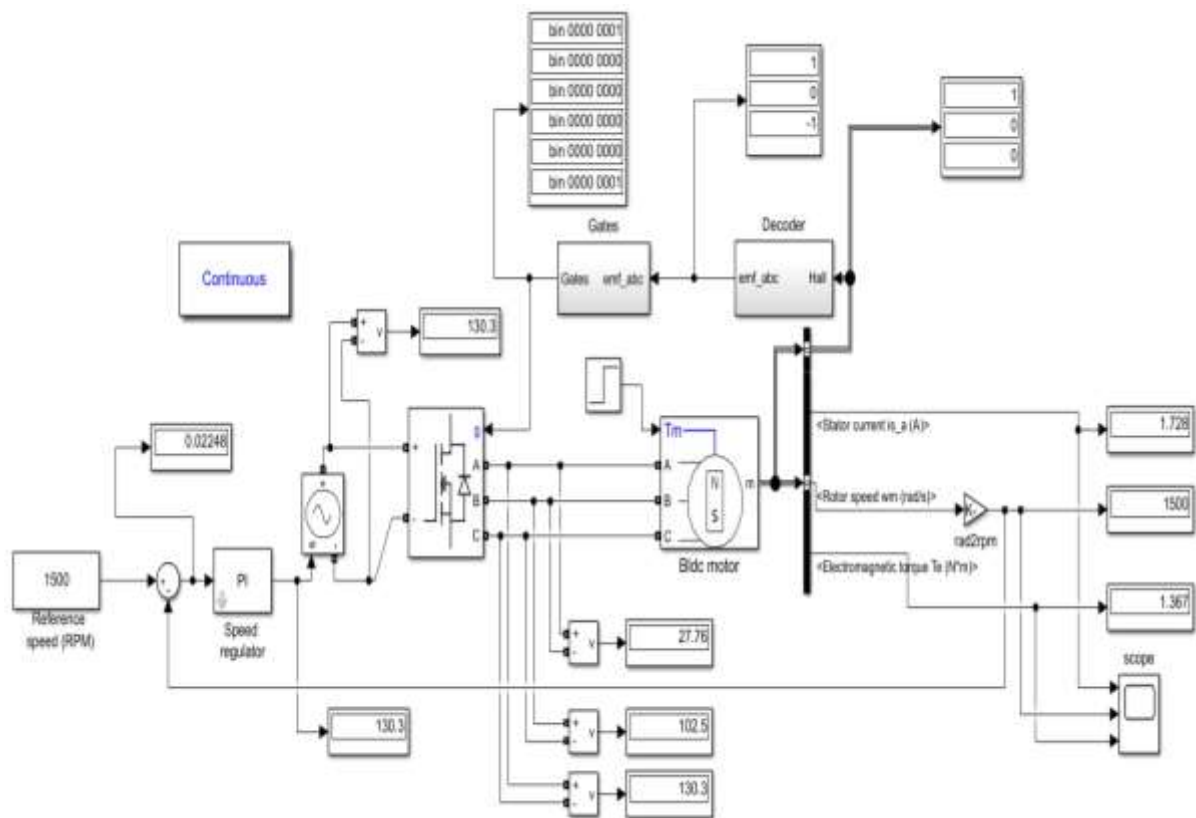 bin 0000 0001
bin 0000 0000
bin 0000 0000
bin 0000 0000
bin 0000 0000
bin 0000 0001
1
0
-1
1
0
0
Gates
Decoder
Continuous
Gates emf_abc
emf_abc Hall
+
-
v
130.3
0.02248
g
+
-
A
B
C
Tm
A
B
C
N
S
m
Bldc motor
<Stator current is_a (A)>
1.728
<Rotor speed wm (rad/s)>
K-
rad2rpm
1500
<Electromagnetic torque Te (N*m)>
1.367
1500
Reference
speed (RPM)
+
-
PI
Speed
regulator
+
-
v
27.76
scope
130.3
+
-
v
102.5
+
-
v
130.3